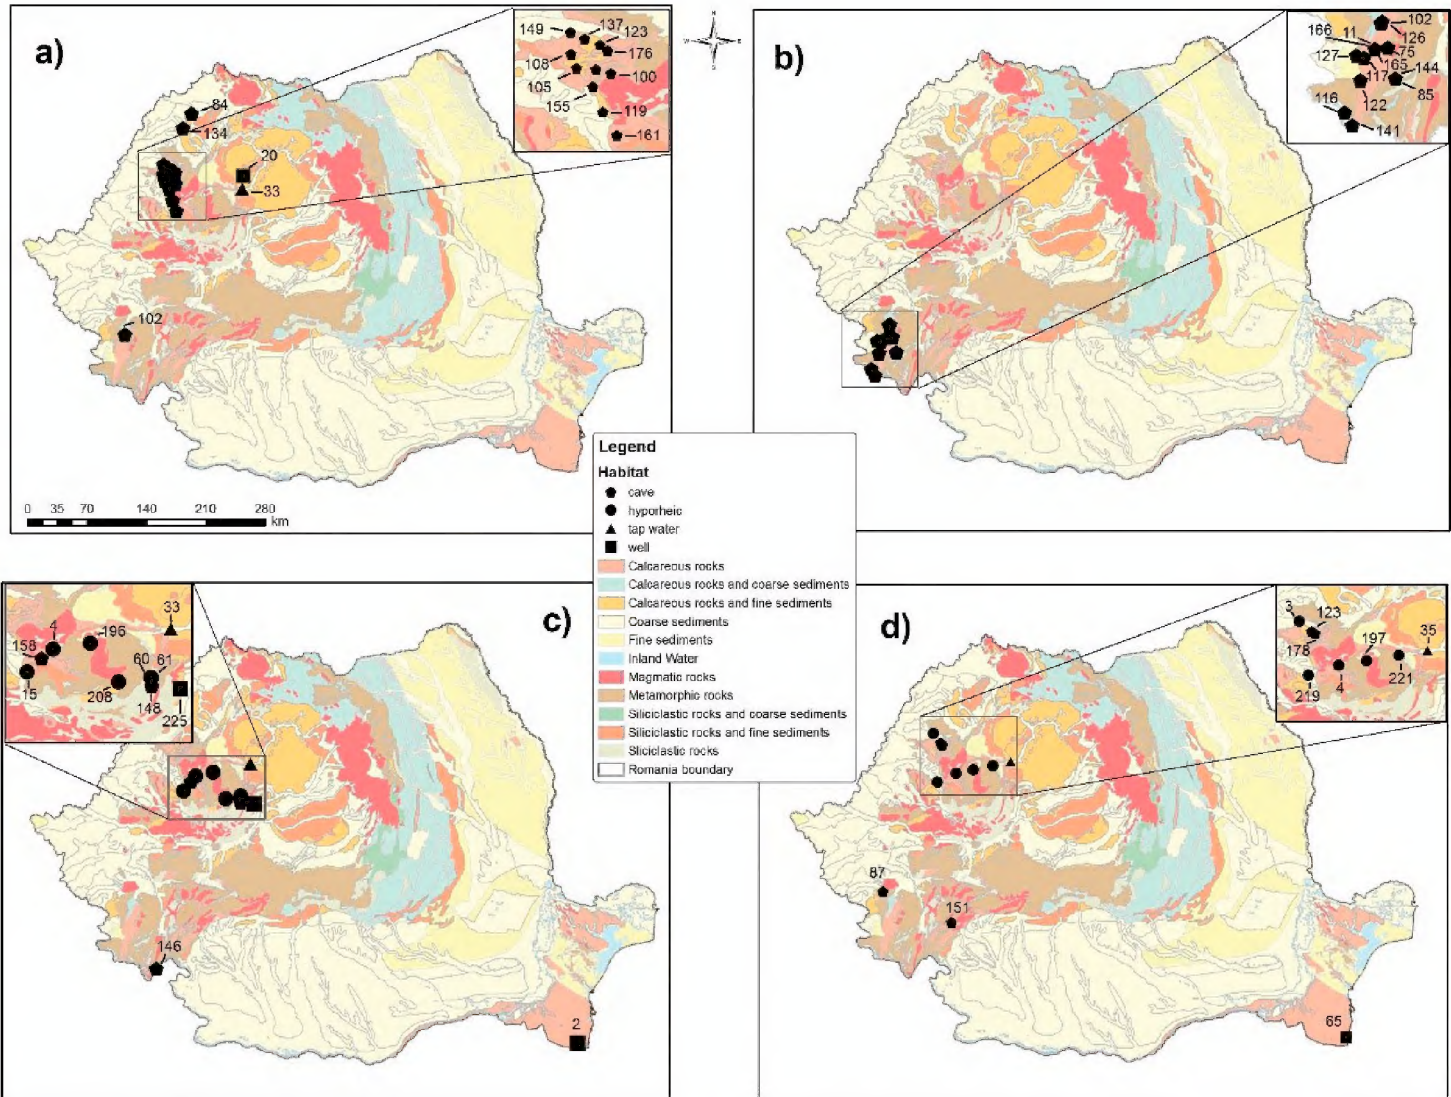 a)
149
137
123
176
108
100
105
155
119
161
84
134
20
33
102
0 35 70 140 210 280
km
N
W E
S
b)
102
11
126
166
75
127
165
144
117
85
122
116
141
Legend
Habitat
cave
hyporheic
tap water
well
Calcareous rocks
Calcareous rocks and coarse sediments
Calcareous rocks and fine sediments
Coarse sediments
Fine sediments
Inland Water
Magmatic rocks
Metamorphic rocks
Siliciclastic rocks and coarse sediments
Siliciclastic rocks and fine sediments
Sliciclastic rocks
Romania boundary
c)
33
4
196
158
60 61
15
208
148
225
146
2
d)
3
123
35
197
178
221
219
4
87
151
65